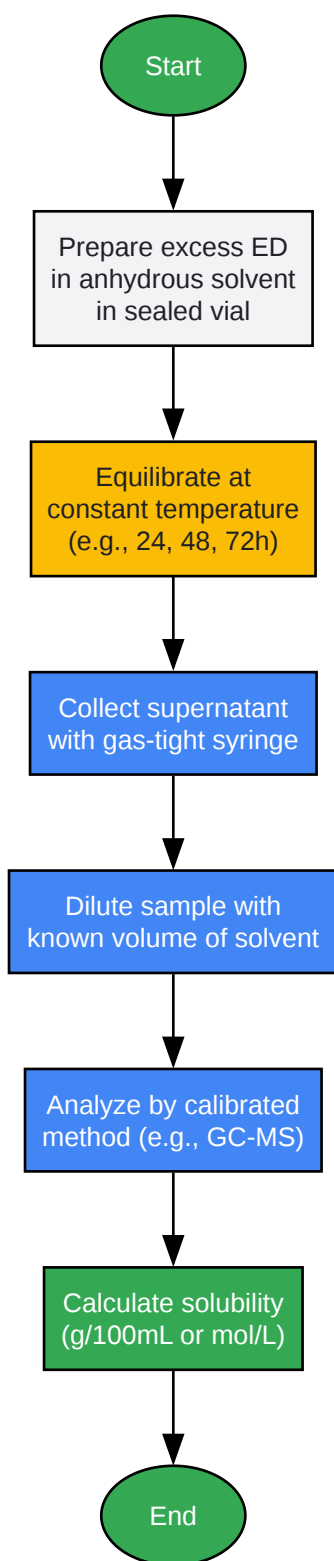 Start
Prepare excess ED
in anhydrous solvent
in sealed vial
Equilibrate at
constant temperature
(e.g., 24, 48, 72h)
Collect supernatant
with gas-tight syringe
Dilute sample with
known volume of solvent
Analyze by calibrated
method (e.g., GC-MS)
Calculate solubility
(g/100mL or mol/L)
End